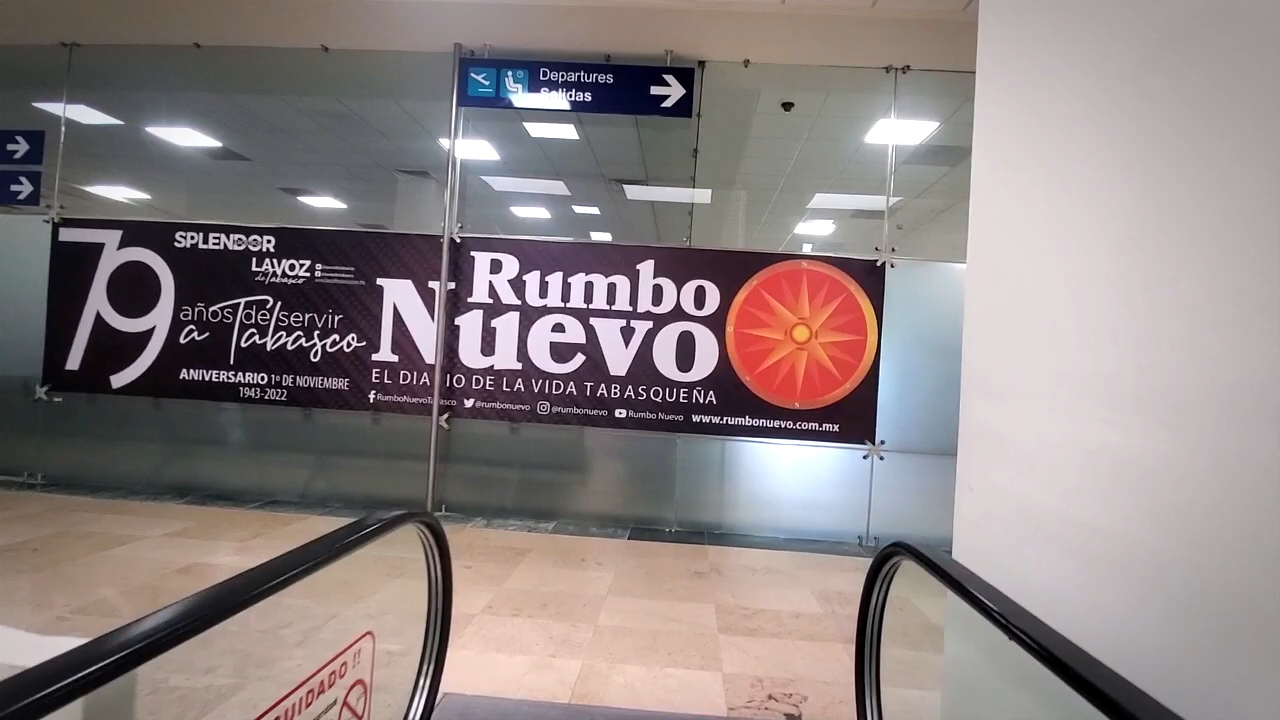 Departures
Salidas
79
SPLENDOR
LA VOZ
de Tabasco
años de servir
a Tabasco
ANIVERSARIO 1º DE NOVIEMBRE
1943-2022
Rumbo
Nuevo
EL DIARIO DE LA VIDA TABASQUEÑA
RumboNuevoTabasco @rumbonuevo @rumbonuevo Rumbo Nuevo www.rumbonuevo.com.mx
CUIDADO !!